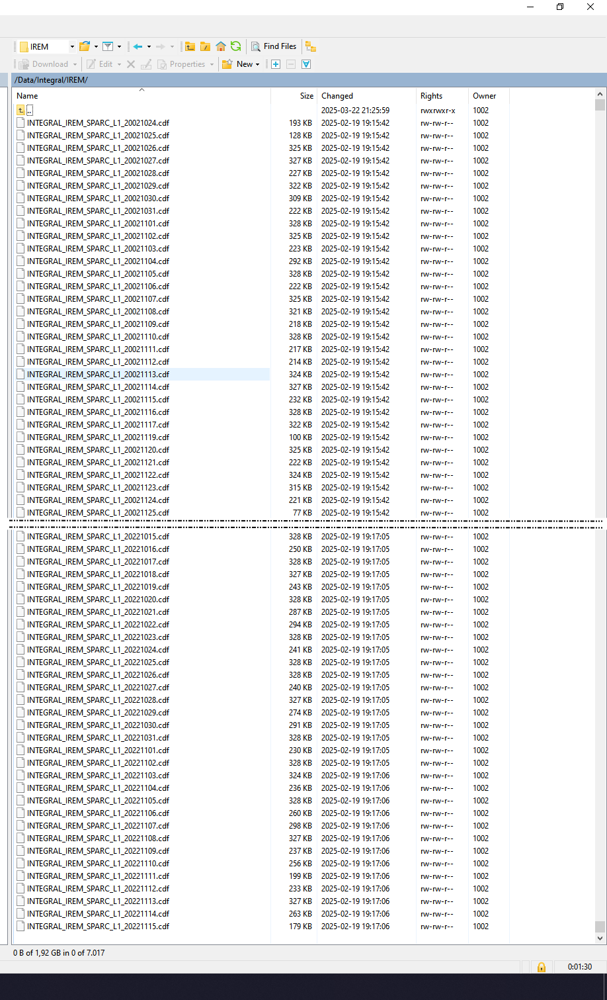 IREM
Find Files
Download Edit Properties New
/Data/Integral/IREM/
Name Size Changed Rights Owner
.. 2025-03-22 21:25:59 rwxrwxr-x 1002
INTEGRAL_IREM_SPARC_L1_20021024.cdf 193 KB 2025-02-19 19:15:42 rw-rw-r-- 1002
INTEGRAL_IREM_SPARC_L1_20021025.cdf 128 KB 2025-02-19 19:15:42 rw-rw-r-- 1002
INTEGRAL_IREM_SPARC_L1_20021026.cdf 325 KB 2025-02-19 19:15:42 rw-rw-r-- 1002
INTEGRAL_IREM_SPARC_L1_20021027.cdf 327 KB 2025-02-19 19:15:42 rw-rw-r-- 1002
INTEGRAL_IREM_SPARC_L1_20021028.cdf 227 KB 2025-02-19 19:15:42 rw-rw-r-- 1002
INTEGRAL_IREM_SPARC_L1_20021029.cdf 322 KB 2025-02-19 19:15:42 rw-rw-r-- 1002
INTEGRAL_IREM_SPARC_L1_20021030.cdf 309 KB 2025-02-19 19:15:42 rw-rw-r-- 1002
INTEGRAL_IREM_SPARC_L1_20021031.cdf 222 KB 2025-02-19 19:15:42 rw-rw-r-- 1002
INTEGRAL_IREM_SPARC_L1_20021101.cdf 328 KB 2025-02-19 19:15:42 rw-rw-r-- 1002
INTEGRAL_IREM_SPARC_L1_20021102.cdf 325 KB 2025-02-19 19:15:42 rw-rw-r-- 1002
INTEGRAL_IREM_SPARC_L1_20021103.cdf 223 KB 2025-02-19 19:15:42 rw-rw-r-- 1002
INTEGRAL_IREM_SPARC_L1_20021104.cdf 292 KB 2025-02-19 19:15:42 rw-rw-r-- 1002
INTEGRAL_IREM_SPARC_L1_20021105.cdf 328 KB 2025-02-19 19:15:42 rw-rw-r-- 1002
INTEGRAL_IREM_SPARC_L1_20021106.cdf 222 KB 2025-02-19 19:15:42 rw-rw-r-- 1002
INTEGRAL_IREM_SPARC_L1_20021107.cdf 325 KB 2025-02-19 19:15:42 rw-rw-r-- 1002
INTEGRAL_IREM_SPARC_L1_20021108.cdf 321 KB 2025-02-19 19:15:42 rw-rw-r-- 1002
INTEGRAL_IREM_SPARC_L1_20021109.cdf 218 KB 2025-02-19 19:15:42 rw-rw-r-- 1002
INTEGRAL_IREM_SPARC_L1_20021110.cdf 328 KB 2025-02-19 19:15:42 rw-rw-r-- 1002
INTEGRAL_IREM_SPARC_L1_20021111.cdf 217 KB 2025-02-19 19:15:42 rw-rw-r-- 1002
INTEGRAL_IREM_SPARC_L1_20021112.cdf 214 KB 2025-02-19 19:15:42 rw-rw-r-- 1002
INTEGRAL_IREM_SPARC_L1_20021113.cdf 324 KB 2025-02-19 19:15:42 rw-rw-r-- 1002
INTEGRAL_IREM_SPARC_L1_20021114.cdf 327 KB 2025-02-19 19:15:42 rw-rw-r-- 1002
INTEGRAL_IREM_SPARC_L1_20021115.cdf 232 KB 2025-02-19 19:15:42 rw-rw-r-- 1002
INTEGRAL_IREM_SPARC_L1_20021116.cdf 328 KB 2025-02-19 19:15:42 rw-rw-r-- 1002
INTEGRAL_IREM_SPARC_L1_20021117.cdf 322 KB 2025-02-19 19:15:42 rw-rw-r-- 1002
INTEGRAL_IREM_SPARC_L1_20021119.cdf 100 KB 2025-02-19 19:15:42 rw-rw-r-- 1002
INTEGRAL_IREM_SPARC_L1_20021120.cdf 325 KB 2025-02-19 19:15:42 rw-rw-r-- 1002
INTEGRAL_IREM_SPARC_L1_20021121.cdf 222 KB 2025-02-19 19:15:42 rw-rw-r-- 1002
INTEGRAL_IREM_SPARC_L1_20021122.cdf 324 KB 2025-02-19 19:15:42 rw-rw-r-- 1002
INTEGRAL_IREM_SPARC_L1_20021123.cdf 315 KB 2025-02-19 19:15:42 rw-rw-r-- 1002
INTEGRAL_IREM_SPARC_L1_20021124.cdf 221 KB 2025-02-19 19:15:42 rw-rw-r-- 1002
INTEGRAL_IREM_SPARC_L1_20021125.cdf 77 KB 2025-02-19 19:15:42 rw-rw-r-- 1002
INTEGRAL_IREM_SPARC_L1_20221015.cdf 328 KB 2025-02-19 19:17:05 rw-rw-r-- 1002
INTEGRAL_IREM_SPARC_L1_20221016.cdf 250 KB 2025-02-19 19:17:05 rw-rw-r-- 1002
INTEGRAL_IREM_SPARC_L1_20221017.cdf 328 KB 2025-02-19 19:17:05 rw-rw-r-- 1002
INTEGRAL_IREM_SPARC_L1_20221018.cdf 327 KB 2025-02-19 19:17:05 rw-rw-r-- 1002
INTEGRAL_IREM_SPARC_L1_20221019.cdf 243 KB 2025-02-19 19:17:05 rw-rw-r-- 1002
INTEGRAL_IREM_SPARC_L1_20221020.cdf 328 KB 2025-02-19 19:17:05 rw-rw-r-- 1002
INTEGRAL_IREM_SPARC_L1_20221021.cdf 287 KB 2025-02-19 19:17:05 rw-rw-r-- 1002
INTEGRAL_IREM_SPARC_L1_20221022.cdf 294 KB 2025-02-19 19:17:05 rw-rw-r-- 1002
INTEGRAL_IREM_SPARC_L1_20221023.cdf 328 KB 2025-02-19 19:17:05 rw-rw-r-- 1002
INTEGRAL_IREM_SPARC_L1_20221024.cdf 241 KB 2025-02-19 19:17:05 rw-rw-r-- 1002
INTEGRAL_IREM_SPARC_L1_20221025.cdf 328 KB 2025-02-19 19:17:05 rw-rw-r-- 1002
INTEGRAL_IREM_SPARC_L1_20221026.cdf 328 KB 2025-02-19 19:17:05 rw-rw-r-- 1002
INTEGRAL_IREM_SPARC_L1_20221027.cdf 240 KB 2025-02-19 19:17:05 rw-rw-r-- 1002
INTEGRAL_IREM_SPARC_L1_20221028.cdf 327 KB 2025-02-19 19:17:05 rw-rw-r-- 1002
INTEGRAL_IREM_SPARC_L1_20221029.cdf 274 KB 2025-02-19 19:17:05 rw-rw-r-- 1002
INTEGRAL_IREM_SPARC_L1_20221030.cdf 291 KB 2025-02-19 19:17:05 rw-rw-r-- 1002
INTEGRAL_IREM_SPARC_L1_20221031.cdf 328 KB 2025-02-19 19:17:05 rw-rw-r-- 1002
INTEGRAL_IREM_SPARC_L1_20221101.cdf 230 KB 2025-02-19 19:17:05 rw-rw-r-- 1002
INTEGRAL_IREM_SPARC_L1_20221102.cdf 328 KB 2025-02-19 19:17:05 rw-rw-r-- 1002
INTEGRAL_IREM_SPARC_L1_20221103.cdf 324 KB 2025-02-19 19:17:06 rw-rw-r-- 1002
INTEGRAL_IREM_SPARC_L1_20221104.cdf 236 KB 2025-02-19 19:17:06 rw-rw-r-- 1002
INTEGRAL_IREM_SPARC_L1_20221105.cdf 328 KB 2025-02-19 19:17:06 rw-rw-r-- 1002
INTEGRAL_IREM_SPARC_L1_20221106.cdf 260 KB 2025-02-19 19:17:06 rw-rw-r-- 1002
INTEGRAL_IREM_SPARC_L1_20221107.cdf 298 KB 2025-02-19 19:17:06 rw-rw-r-- 1002
INTEGRAL_IREM_SPARC_L1_20221108.cdf 327 KB 2025-02-19 19:17:06 rw-rw-r-- 1002
INTEGRAL_IREM_SPARC_L1_20221109.cdf 237 KB 2025-02-19 19:17:06 rw-rw-r-- 1002
INTEGRAL_IREM_SPARC_L1_20221110.cdf 256 KB 2025-02-19 19:17:06 rw-rw-r-- 1002
INTEGRAL_IREM_SPARC_L1_20221111.cdf 199 KB 2025-02-19 19:17:06 rw-rw-r-- 1002
INTEGRAL_IREM_SPARC_L1_20221112.cdf 233 KB 2025-02-19 19:17:06 rw-rw-r-- 1002
INTEGRAL_IREM_SPARC_L1_20221113.cdf 327 KB 2025-02-19 19:17:06 rw-rw-r-- 1002
INTEGRAL_IREM_SPARC_L1_20221114.cdf 263 KB 2025-02-19 19:17:06 rw-rw-r-- 1002
INTEGRAL_IREM_SPARC_L1_20221115.cdf 179 KB 2025-02-19 19:17:06 rw-rw-r-- 1002
0 B of 1,92 GB in 0 of 7.017
0:01:30